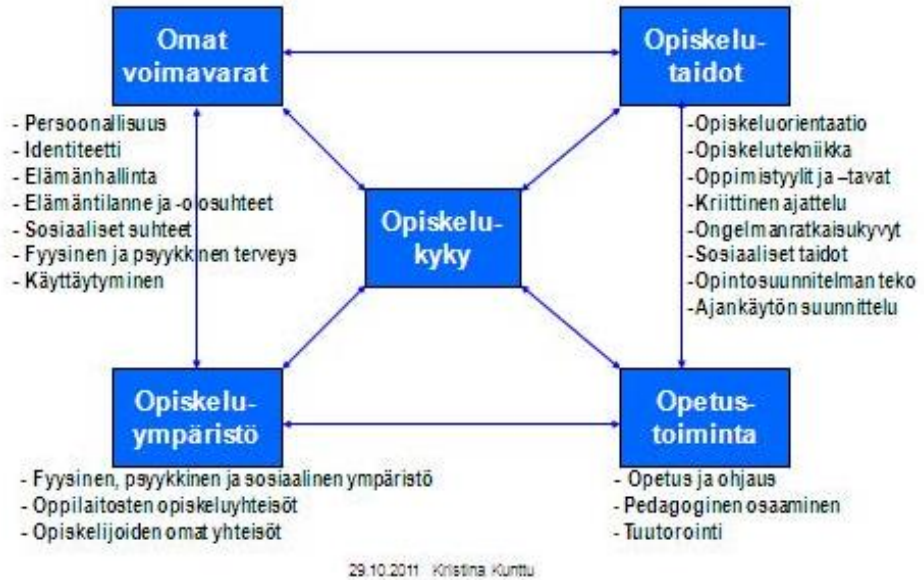 Omat
voimavarat
- Persoonallisuus
- Identiteetti
- Elämänhallinta
- Elämäntilanne ja -olosuhteet
- Sosiaaliset suhteet
- Fyysinen ja psyykkinen terveys
- Käyttäytyminen
Opiskelu-
taidot
-Opiskeluorientaatio
-Opiskelutekniikka
-Oppimistyylit ja –tavat
-Kriittinen ajattelu
-Ongelmanratkaisukyvyt
-Sosiaaliset taidot
-Opintosuunnitelman teko
-Ajankäytön suunnittelu
Opiskelu-
kyky
Opiskelu-
ympäristö
- Fyysinen, psyykkinen ja sosiaalinen ympäristö
- Oppilaitosten opiskeluyhteisöt
- Opiskelijoiden omat yhteisöt
Opetus-
toiminta
- Opetus ja ohjaus
- Pedagoginen osaaminen
- Tuutorointi
29.10.2011 Kristina Kunttu